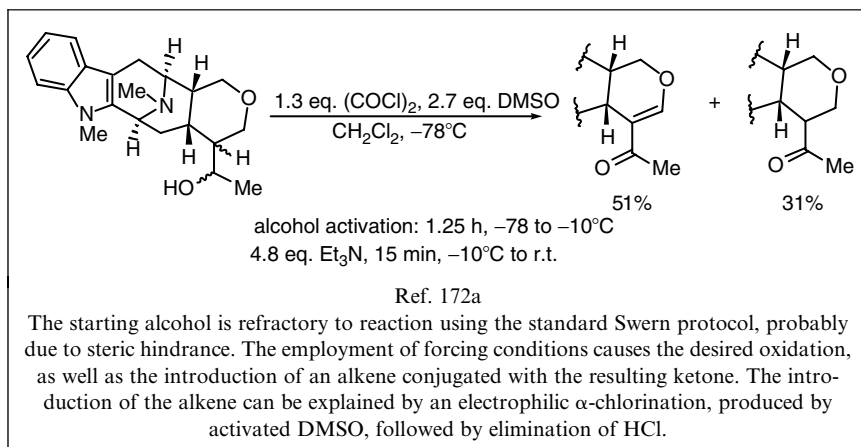 H
H
H
Me
N
O
N
Me
H
H
H
HO
Me
1.3 eq. (COCl)2, 2.7 eq. DMSO
CH2Cl2, –78°C
H
O
H
O
Me
51%
+
H
O
H
O
Me
31%
alcohol activation: 1.25 h, –78 to –10°C
4.8 eq. Et3N, 15 min, –10°C to r.t.
Ref. 172a
The starting alcohol is refractory to reaction using the standard Swern protocol, probably
due to steric hindrance. The employment of forcing conditions causes the desired oxidation,
as well as the introduction of an alkene conjugated with the resulting ketone. The intro-
duction of the alkene can be explained by an electrophilic α-chlorination, produced by
activated DMSO, followed by elimination of HCl.